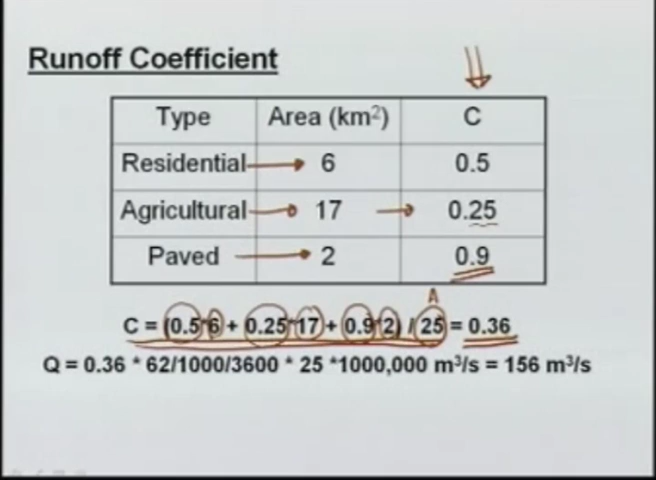 Runoff Coefficient
Type Area (km²) C
Residential 6 0.5
Agricultural 17 0.25
Paved 2 0.9
A
C = (0.5*6 + 0.25*17 + 0.9*2) / 25 = 0.36
Q = 0.36 * 62/1000/3600 * 25 *1000,000 m³/s = 156 m³/s